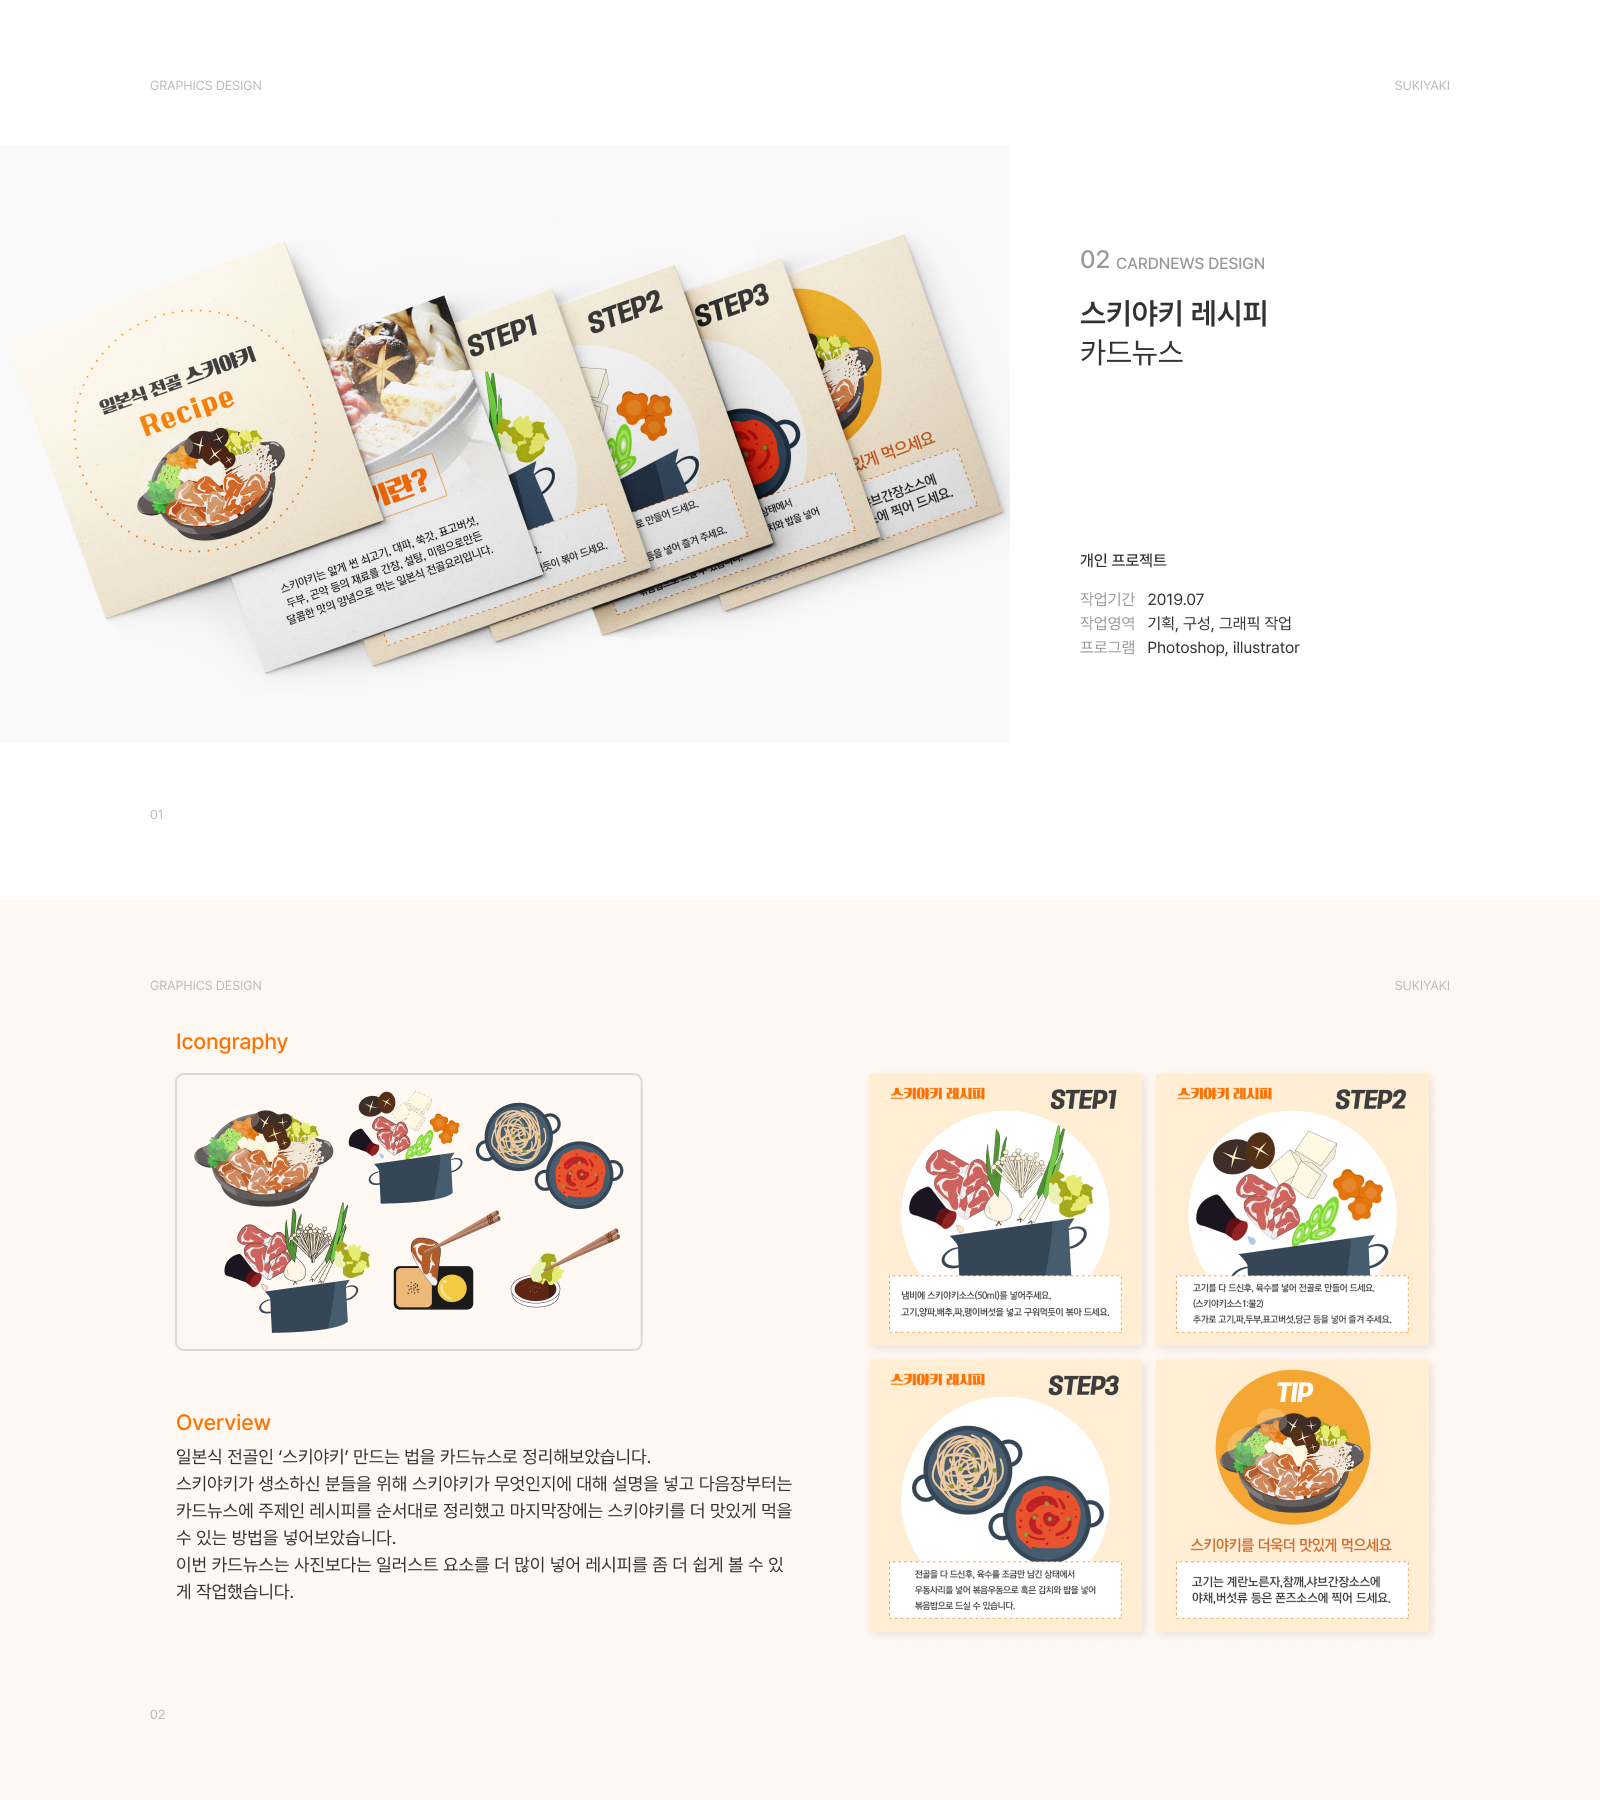 GRAPHICS DESIGN
SUKIYAKI
일본식 전골 스키야키
Recipe
이란?
스키야키는 얇게 썬 쇠고기, 대파, 쑥갓, 표고버섯,
두부, 곤약 등의 재료를 간장, 설탕, 미림으로만든
달콤한 맛의 양념으로 먹는 일본식 전골요리입니다.
STEP1
요.
듯이 볶아 드세요.
STEP2
로 만들어 드세요.
등을 넣어 즐겨 주세요.
STEP3
상태에서
치와 밥을 넣어
있게 먹으세요
샤브간장소스에
에 찍어 드세요.
02 CARDNEWS DESIGN
스키야키 레시피
카드뉴스
개인 프로젝트
작업기간 2019.07
작업영역 기획, 구성, 그래픽 작업
프로그램 Photoshop, illustrator
01
GRAPHICS DESIGN
SUKIYAKI
Icongraphy
스키야키 레시피
STEP1
냄비에 스키야키소스(50ml)를 넣어주세요.
고기,양파,배추,파,팽이버섯을 넣고 구워먹듯이 볶아 드세요.
스키야키 레시피
STEP2
고기를 다 드신후, 육수를 넣어 전골로 만들어 드세요.
(스키야키소스1:물2)
추가로 고기,파,두부,표고버섯,당근 등을 넣어 즐겨 주세요.
스키야키 레시피
STEP3
전골을 다 드신후, 육수를 조금만 남긴 상태에서
우동사리를 넣어 볶음우동으로 혹은 김치와 밥을 넣어
볶음밥으로 드실 수 있습니다.
TIP
스키야키를 더욱더 맛있게 먹으세요
고기는 계란노른자,참깨,샤브간장소스에
야채,버섯류 등은 폰즈소스에 찍어 드세요.
Overview
일본식 전골인 ‘스키야키’ 만드는 법을 카드뉴스로 정리해보았습니다.
스키야키가 생소하신 분들을 위해 스키야키가 무엇인지에 대해 설명을 넣고 다음장부터는
카드뉴스에 주제인 레시피를 순서대로 정리했고 마지막장에는 스키야키를 더 맛있게 먹을
수 있는 방법을 넣어보았습니다.
이번 카드뉴스는 사진보다는 일러스트 요소를 더 많이 넣어 레시피를 좀 더 쉽게 볼 수 있
게 작업했습니다.
02